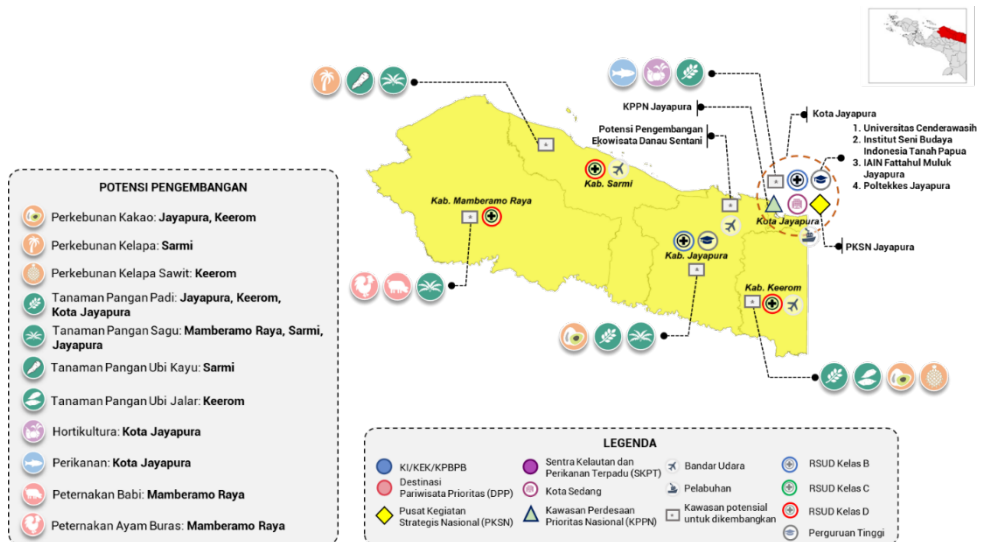 KPPN Jayapura
Potensi Pengembangan
Ekowisata Danau Sentani
Kota Jayapura
1. Universitas Cenderawasih
2. Institut Seni Budaya
Indonesia Tanah Papua
3. IAIN Fattahul Muluk
Jayapura
4. Poltekkes Jayapura
Kab. Sarmi
Kab. Mamberamo Raya
Kota Jayapura
PKSN Jayapura
Kab. Jayapura
Kab. Keerom
POTENSI PENGEMBANGAN
Perkebunan Kakao: Jayapura, Keerom
Perkebunan Kelapa: Sarmi
Perkebunan Kelapa Sawit: Keerom
Tanaman Pangan Padi: Jayapura, Keerom,
Kota Jayapura
Tanaman Pangan Sagu: Mamberamo Raya, Sarmi,
Jayapura
Tanaman Pangan Ubi Kayu: Sarmi
Tanaman Pangan Ubi Jalar: Keerom
Hortikultura: Kota Jayapura
Perikanan: Kota Jayapura
Peternakan Babi: Mamberamo Raya
Peternakan Ayam Buras: Mamberamo Raya
LEGENDA
KI/KEK/KPBPB
Destinasi
Pariwisata Prioritas (DPP)
Pusat Kegiatan
Strategis Nasional (PKSN)
Sentra Kelautan dan
Perikanan Terpadu (SKPT)
Kota Sedang
Kawasan Perdesaan
Prioritas Nasional (KPPN)
Bandar Udara
Pelabuhan
Kawasan potensial
untuk dikembangkan
RSUD Kelas B
RSUD Kelas C
RSUD Kelas D
Perguruan Tinggi